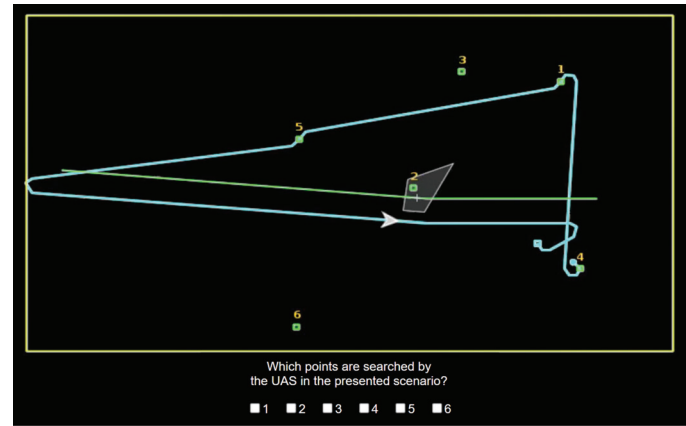 3
1
5
2
4
6
Which points are searched by
the UAS in the presented scenario?
1 2 3 4 5 6